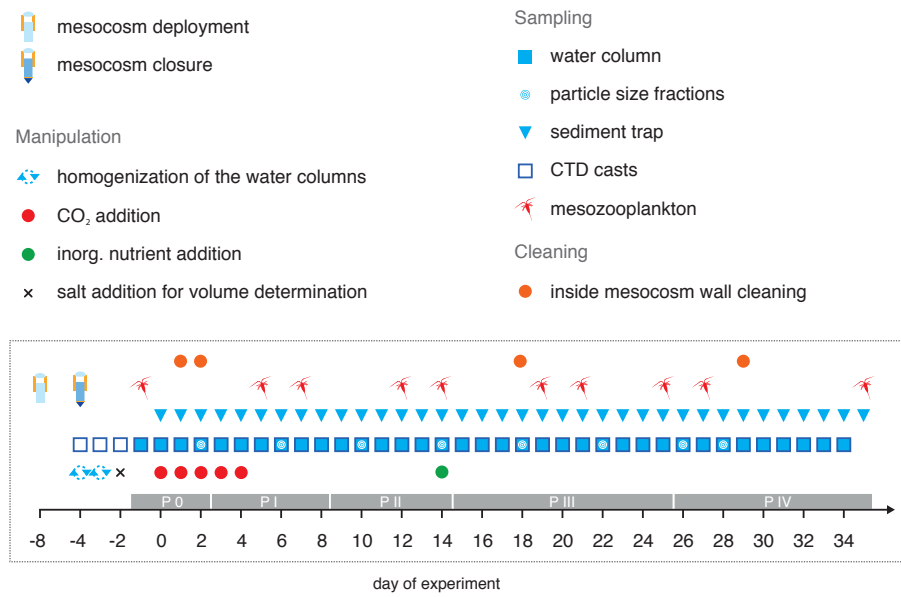 mesocosm deployment
mesocosm closure
Manipulation
homogenization of the water columns
CO₂ addition
inorg. nutrient addition
salt addition for volume determination
Sampling
water column
particle size fractions
sediment trap
CTD casts
mesozooplankton
Cleaning
inside mesocosm wall cleaning
P 0 P I P II P III P IV
-8 -4 -2 0 2 4 6 8 10 12 14 16 18 20 22 24 26 28 30 32 34
day of experiment